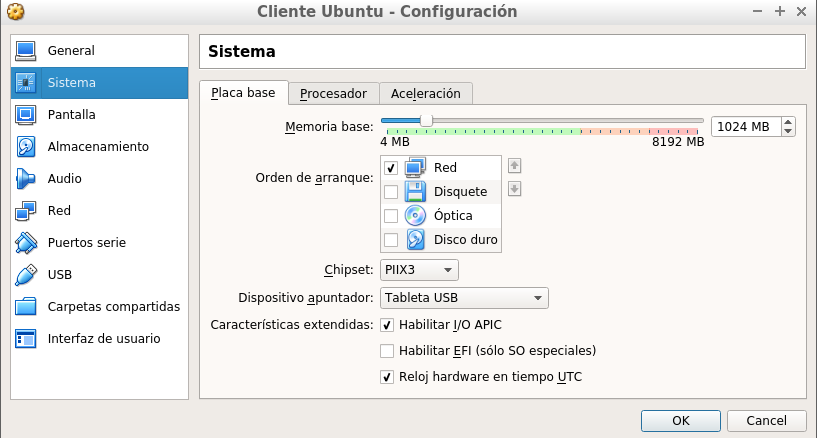 Cliente Ubuntu - Configuración
General
Sistema
Pantalla
Almacenamiento
Audio
Red
Puertos serie
USB
Carpetas compartidas
Interfaz de usuario
Sistema
Placa base
Procesador
Aceleración
Memoria base:
1024 MB
4 MB
8192 MB
Orden de arranque:
Red
Disquete
Óptica
Disco duro
Chipset:
PIIX3
Dispositivo apuntador:
Tableta USB
Características extendidas:
Habilitar I/O APIC
Habilitar EFI (sólo SO especiales)
Reloj hardware en tiempo UTC
OK
Cancel